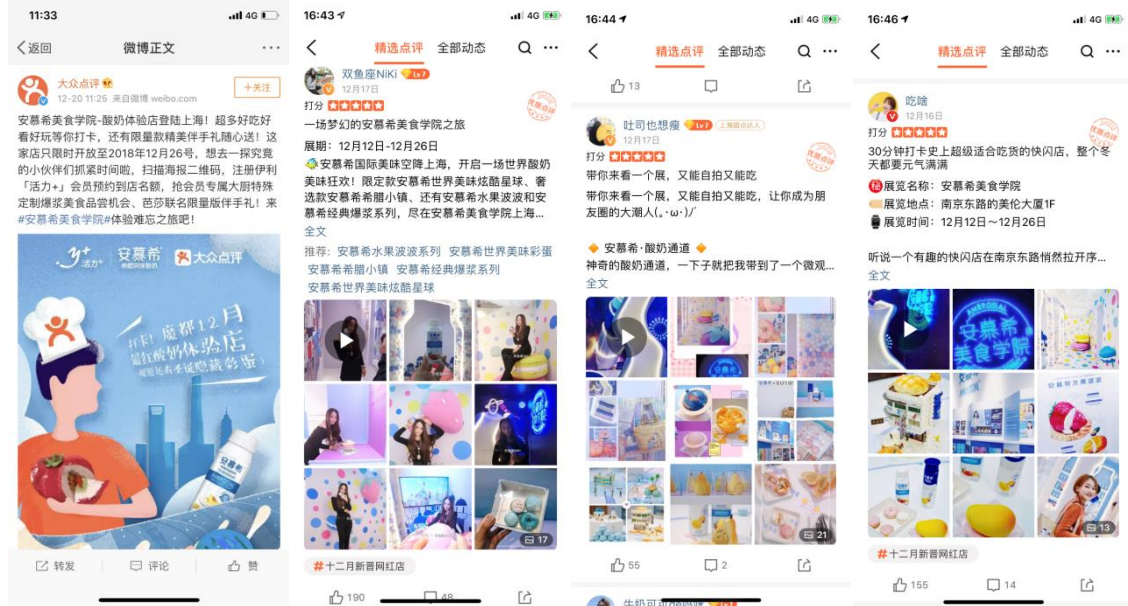 11:33
4G
返回
微博正文
大众点评
12-20 11:25 来自微博 weibo.com
+关注
安慕希美食学院-酸奶体验店登陆上海！超多好吃好
看好玩等你打卡，还有限量款精美伴手礼随心送！这
家店只限时开放至2018年12月26号，想去一探究竟
的小伙伴们抓紧时间啦，扫描海报二维码，注册伊利
「活力+」会员预约到店名额，抢会员专属大厨特殊
定制爆浆美食品尝机会、芭莎联名限量版伴手礼！来
#安慕希美食学院#体验难忘之旅吧！
y+
活力+
安慕希
希腊风味酸奶
大众点评
打卡！魔都12月
最红酸奶体验店
安慕希
转发
评论
赞
16:43
4G
精选点评
全部动态
双鱼座NiKi
Lv7
12月17日
打分
优质点评
一场梦幻的安慕希美食学院之旅
展期：12月12日-12月26日
安慕希国际美味空降上海，开启一场世界酸奶
美味狂欢！限定款安慕希世界美味炫酷星球、奢
选款安慕希希腊小镇、还有安慕希水果波波和安
慕希经典爆浆系列，尽在安慕希美食学院上海...
全文
推荐：安慕希水果波波系列 安慕希世界美味彩蛋
安慕希希腊小镇 安慕希经典爆浆系列
安慕希世界美味炫酷星球
17
#十二月新晋网红店
190
48
16:44
4G
精选点评
全部动态
13
吐司也想瘦
Lv7
上海甜点达人
12月17日
打分
优质点评
带你来看一个展，又能自拍又能吃
带你来看一个展，又能自拍又能吃，让你成为朋
友圈的大潮人(｡･ω･)ﾉﾞ
安慕希·酸奶通道
神奇的酸奶通道，一下子就把我带到了一个微观...
全文
21
55
2
16:46
4G
精选点评
全部动态
吃啥
12月16日
打分
优质点评
30分钟打卡史上超级适合吃货的快闪店，整个冬
天都要元气满满
秘
展览名称：安慕希美食学院
展览地点：南京东路的美伦大厦1F
展览时间：12月12日～12月26日
听说一个有趣的快闪店在南京东路悄然拉开序...
全文
AMBROSIAL
安慕希
美食学院
13
#十二月新晋网红店
155
14